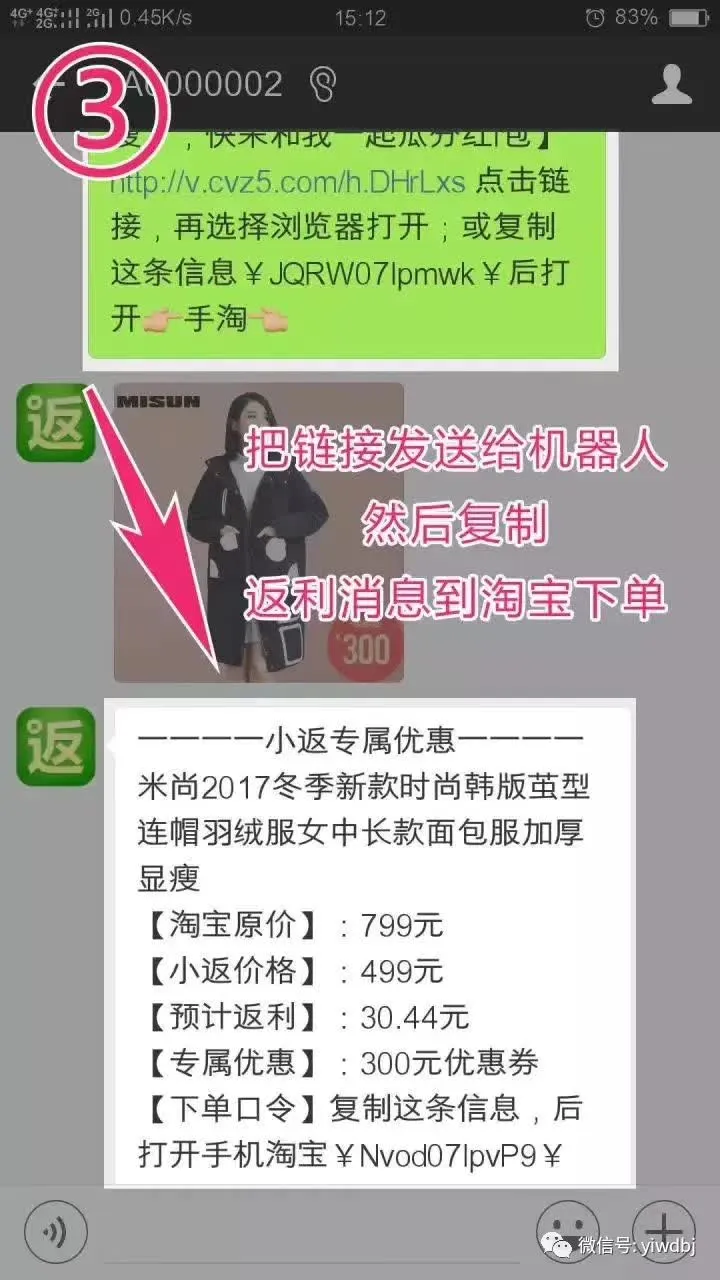 4G+ 4G+ 2G 2G 0.45K/s 15:12 83%
③
A0000002
瘦】，快来和我一起瓜分红包】
http://v.cvz5.com/h.DHrLxs 点击链
接，再选择浏览器打开；或复制
这条信息￥JQRW07lpmwk￥后打
开👉手淘👈
返
MISUN
¥300
把链接发送给机器人
然后复制
返利消息到淘宝下单
返
一一一一小返专属优惠一一一一
米尚2017冬季新款时尚韩版茧型
连帽羽绒服女中长款面包服加厚
显瘦
【淘宝原价】：799元
【小返价格】：499元
【预计返利】：30.44元
【专属优惠】：300元优惠券
【下单口令】复制这条信息，后
打开手机淘宝￥Nvod07lpvP9￥
微信号: yiwdbj